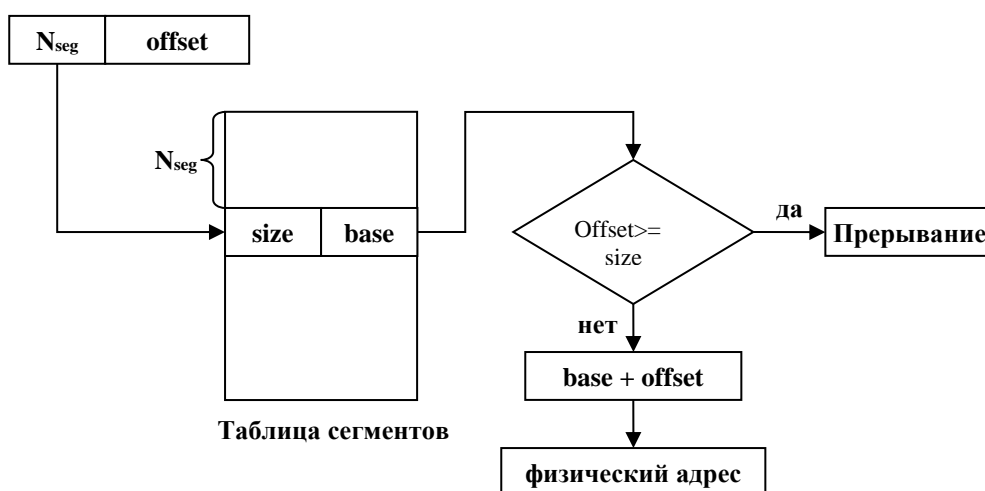 Nseg offset
Nseg
size base
Offset>=
size
да
Прерывание
нет
base + offset
Таблица сегментов
физический адрес